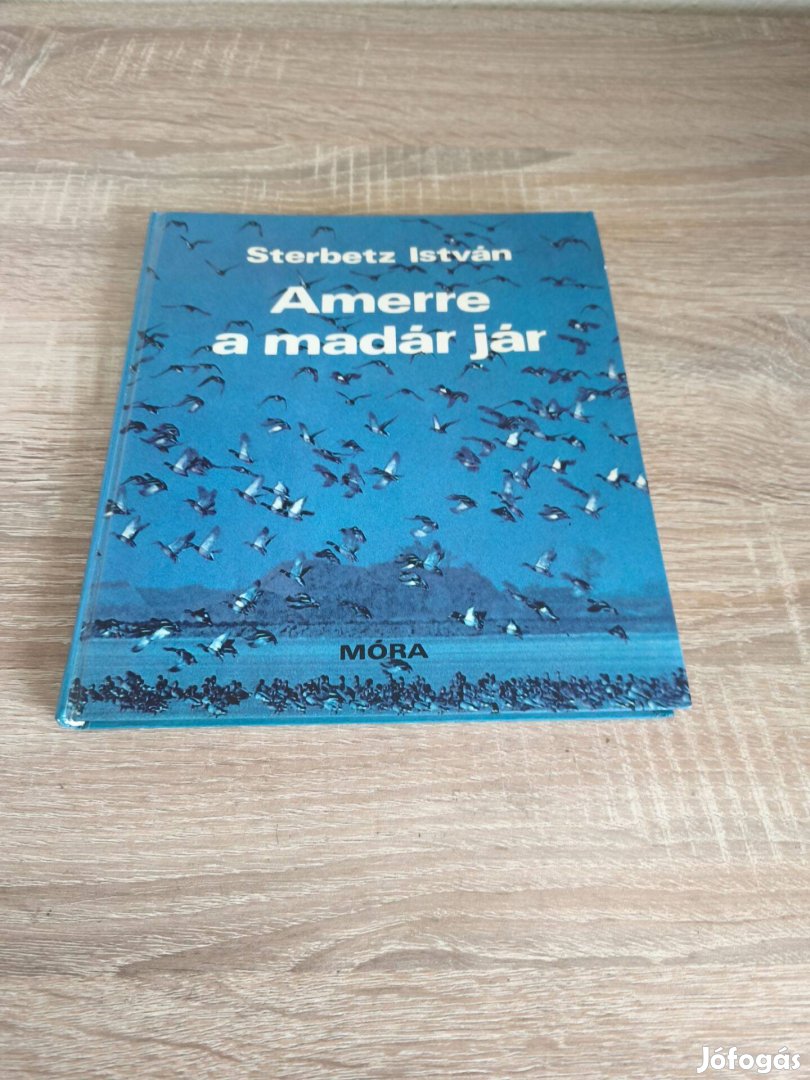 Sterbetz István
Amerre
a madár jár
MÓRA
Jófogás